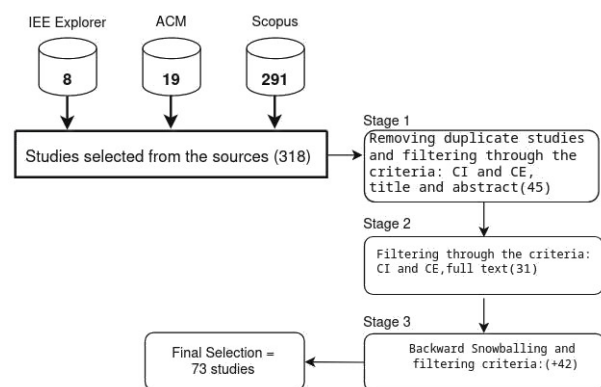 IEE Explorer
ACM
Scopus
8
19
291
Studies selected from the sources (318)
Stage 1
Removing duplicate studies
and filtering through the
criteria: CI and CE,
title and abstract(45)
Stage 2
Filtering through the criteria:
CI and CE,full text(31)
Stage 3
Backward Snowballing and
filtering criteria:(+42)
Final Selection =
73 studies